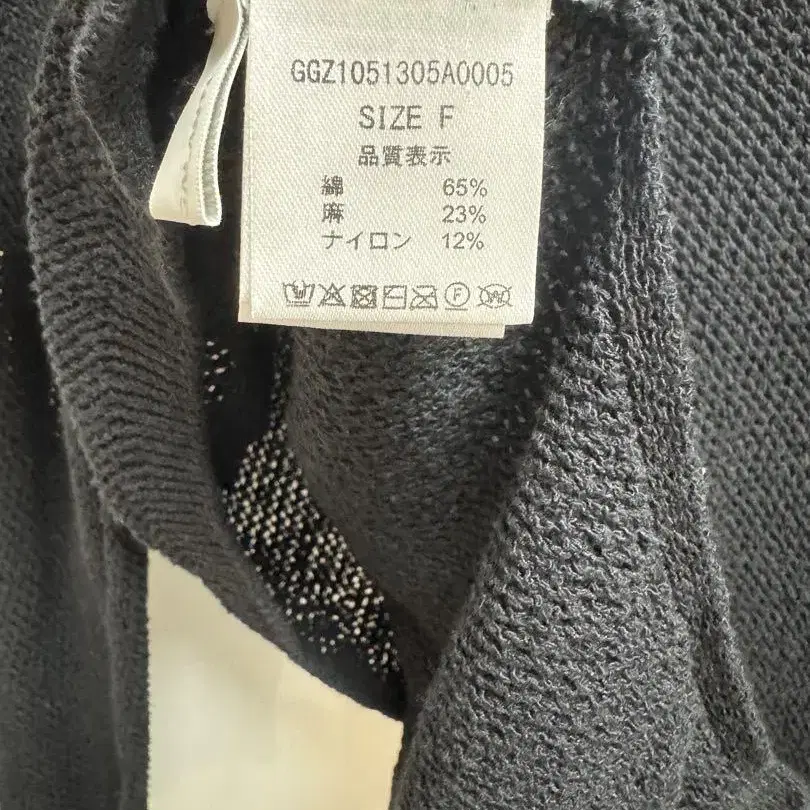 GGZ1051305A0005
SIZE F
品質表示
綿 65%
麻 23%
ナイロン 12%
F W